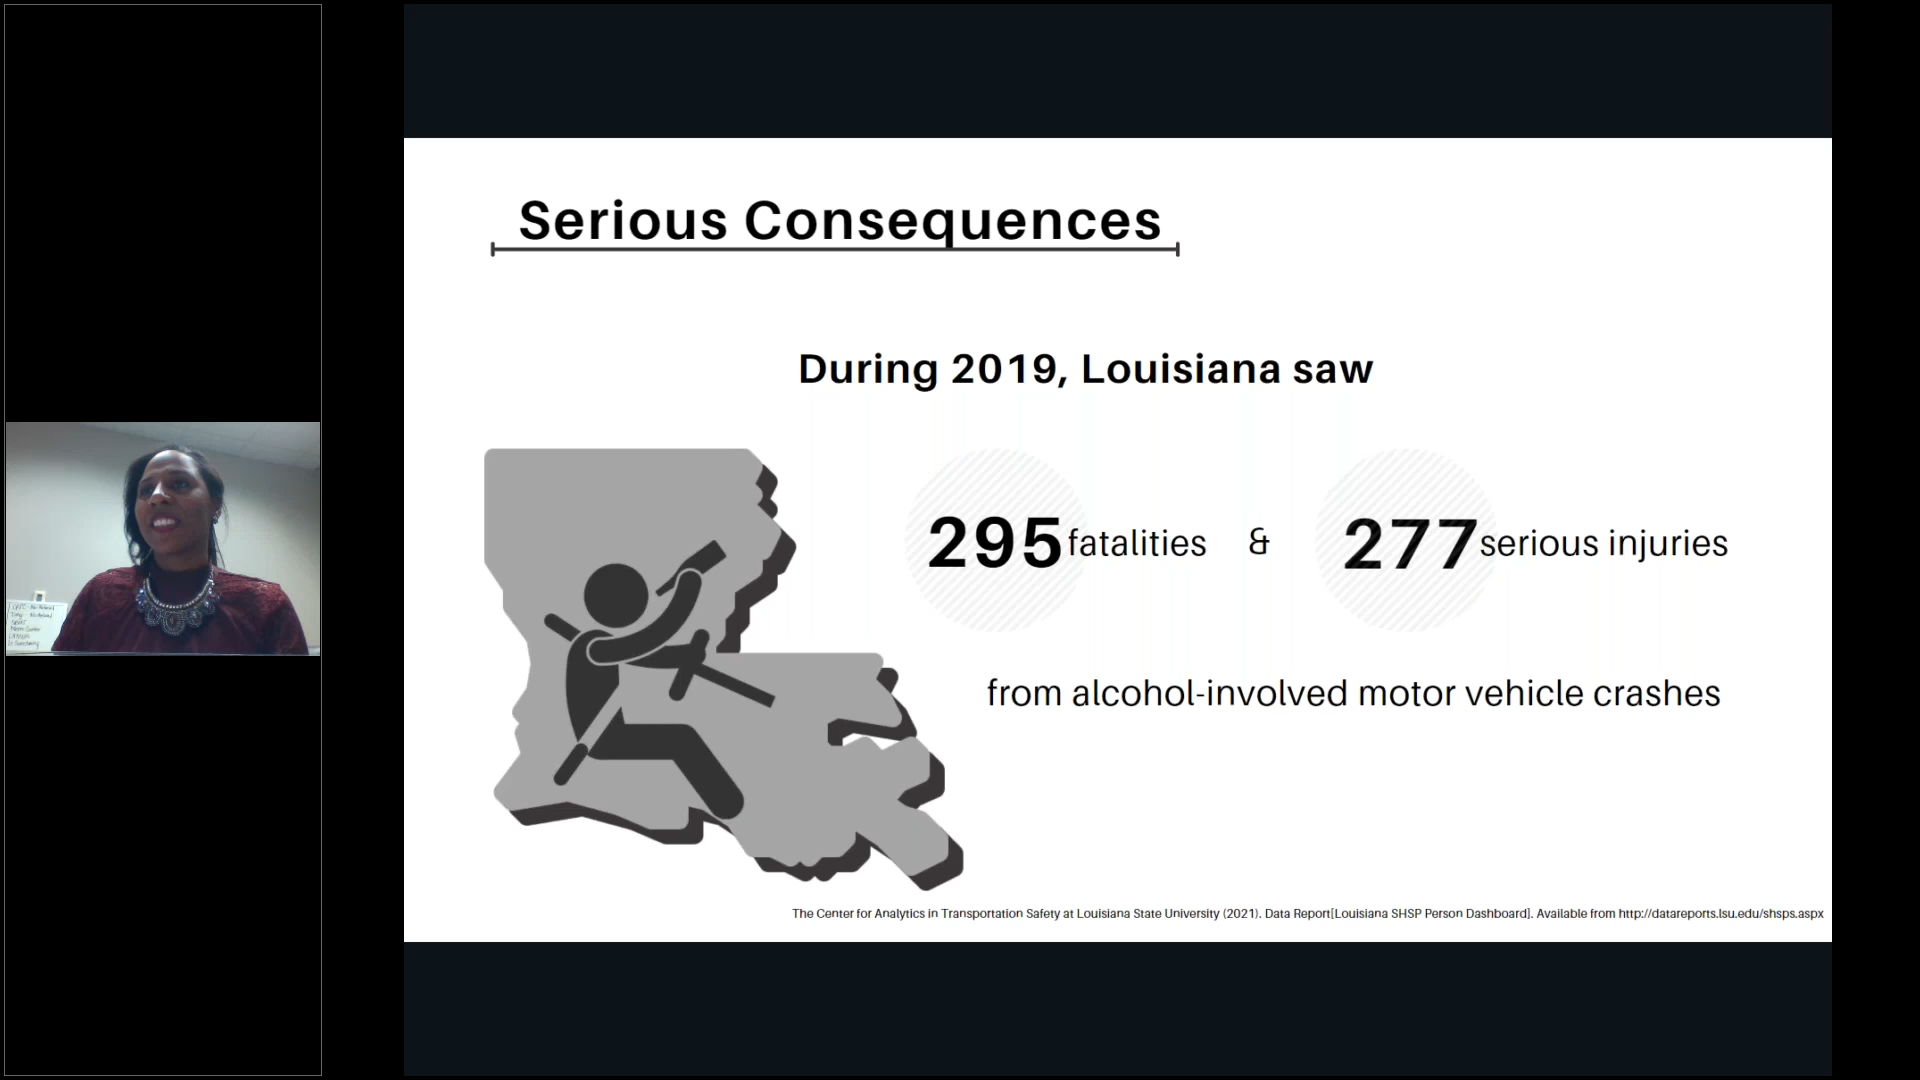 Serious Consequences
During 2019, Louisiana saw
295 fatalities & 277 serious injuries
from alcohol-involved motor vehicle crashes
The Center for Analytics in Transportation Safety at Louisiana State University (2021). Data Report[Louisiana SHSP Person Dashboard]. Available from http://datareports.lsu.edu/shsps.aspx